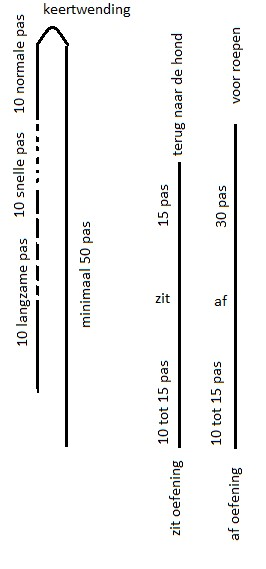 keertwending
10 normale pas
10 snelle pas
10 langzame pas
minimaal 50 pas
terug naar de hond
15 pas
zit
10 tot 15 pas
zit oefening
voor roepen
30 pas
af
10 tot 15 pas
af oefening